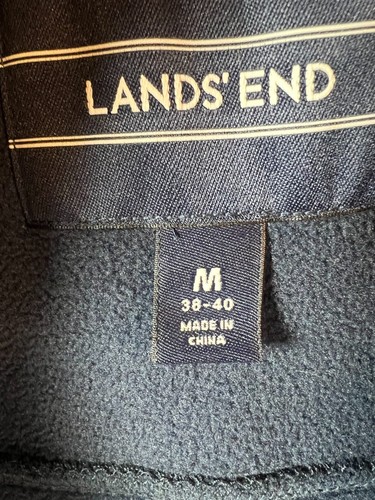 LANDS' END
M
38-40
MADE IN
CHINA